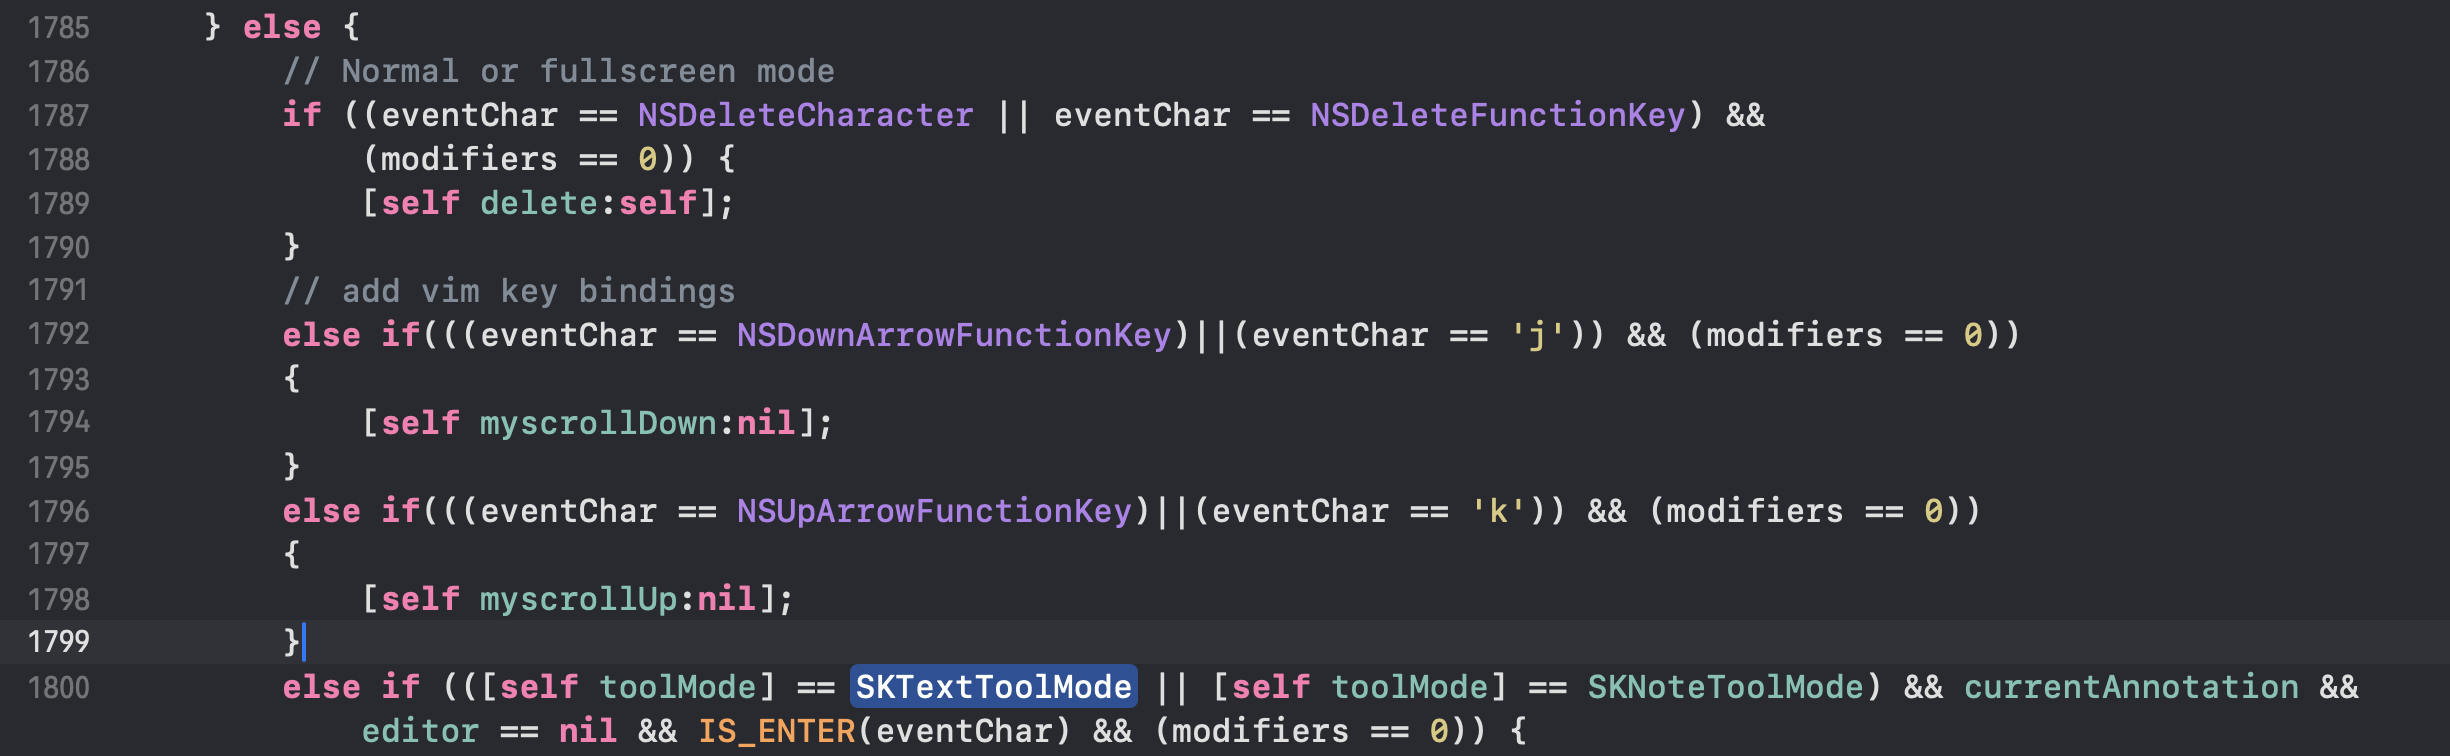 1785 } else {
1786 // Normal or fullscreen mode
1787 if ((eventChar == NSDeleteCharacter || eventChar == NSDeleteFunctionKey) &&
1788 (modifiers == 0)) {
1789 [self delete:self];
1790 }
1791 // add vim key bindings
1792 else if(((eventChar == NSDownArrowFunctionKey)||(eventChar == 'j')) && (modifiers == 0))
1793 {
1794 [self myscrollDown:nil];
1795 }
1796 else if(((eventChar == NSUpArrowFunctionKey)||(eventChar == 'k')) && (modifiers == 0))
1797 {
1798 [self myscrollUp:nil];
1799 }
1800 else if (([self toolMode] == SKTextToolMode || [self toolMode] == SKNoteToolMode) && currentAnnotation &&
editor == nil && IS_ENTER(eventChar) && (modifiers == 0)) {